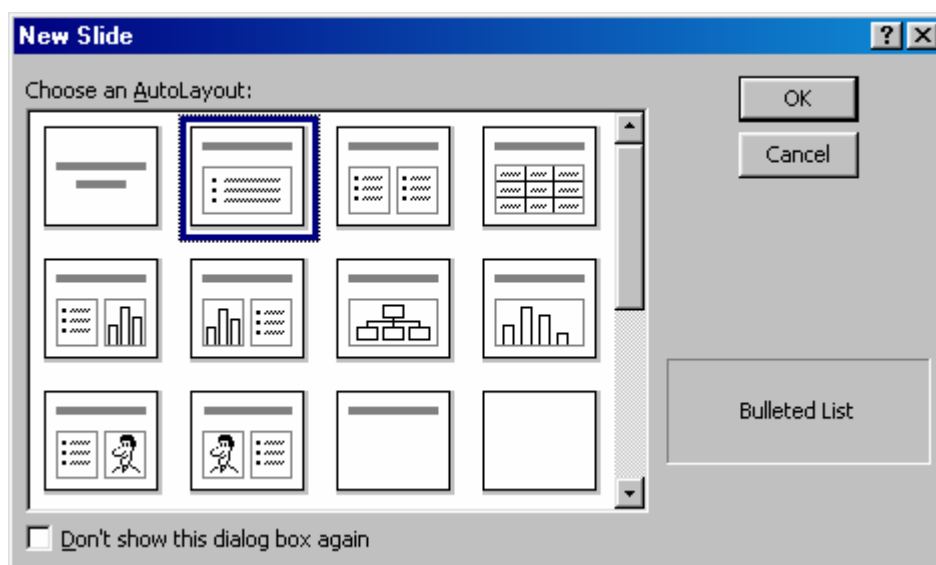 New Slide
Choose an AutoLayout:
OK
Cancel
Bulleted List
Don't show this dialog box again